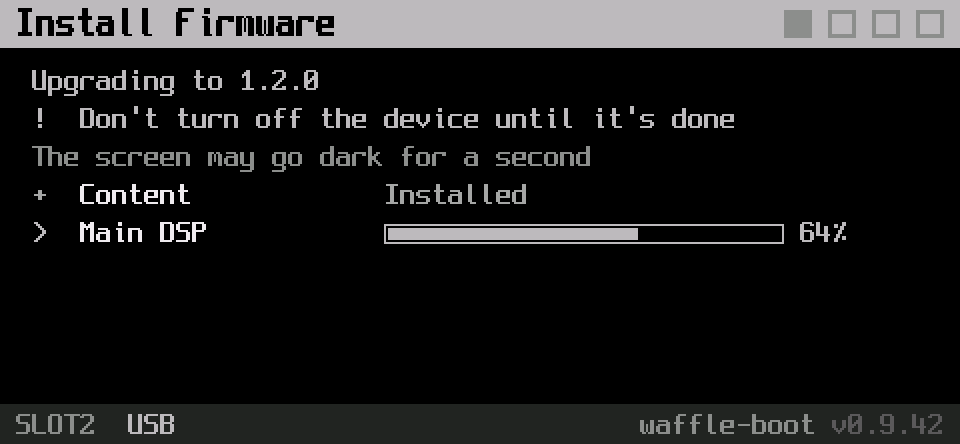 Install Firmware
Upgrading to 1.2.0
! Don't turn off the device until it's done
The screen may go dark for a second
+ Content Installed
> Main DSP 64%
SLOT2 USB waffle-boot v0.9.42